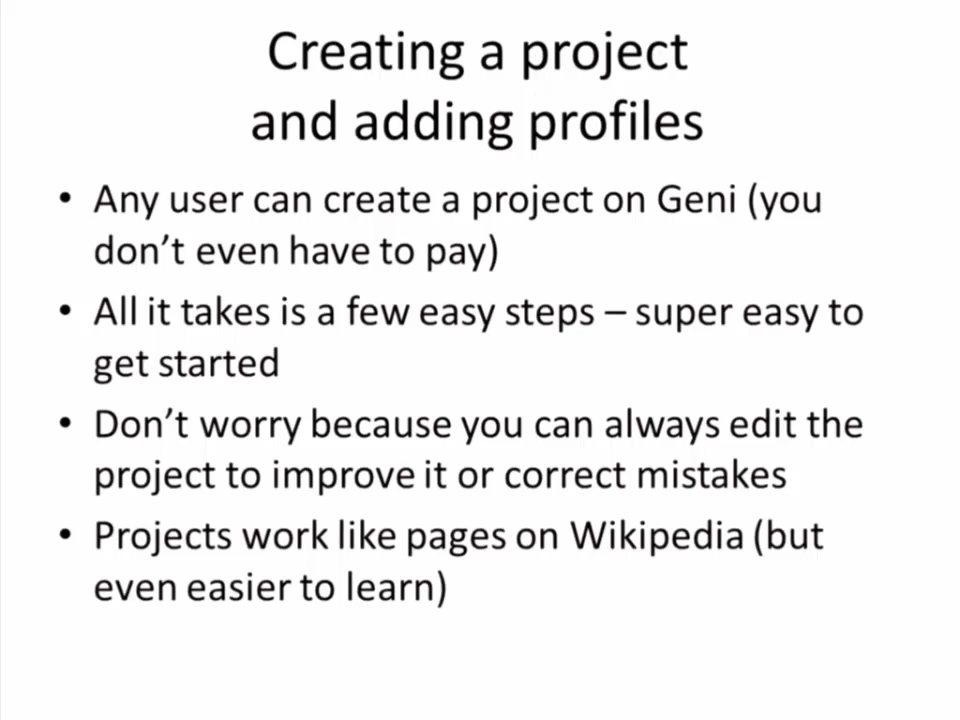 Creating a project
and adding profiles
• Any user can create a project on Geni (you
don’t even have to pay)
• All it takes is a few easy steps – super easy to
get started
• Don’t worry because you can always edit the
project to improve it or correct mistakes
• Projects work like pages on Wikipedia (but
even easier to learn)